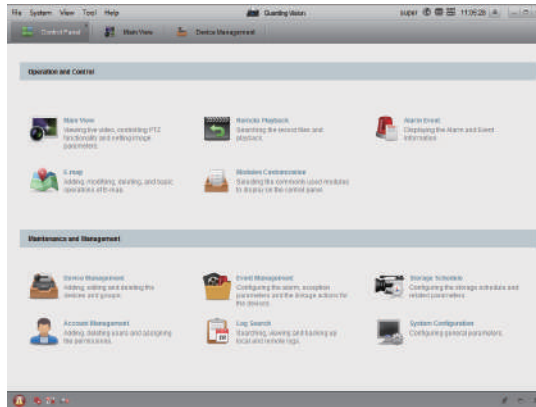 File System View Tool Help
Guarding Vision
super
11:05:28
Control Panel
Main View
Device Management
Operation and Control
Main View
Viewing live video, controlling PTZ
functionality and setting image
parameters.
Remote Playback
Searching the record files and
playback.
Alarm Event
Displaying the Alarm and Event
information.
E-map
Adding, modifying, deleting, and basic
operations of E-map.
Modules Customization
Selecting the commonly used modules
to display on the control panel.
Maintenance and Management
Device Management
Adding, editing and deleting the
devices and groups.
Event Management
Configuring the alarm, exception
parameters and the linkage actions for
the devices.
Storage Schedule
Configuring the storage schedule and
related parameters.
Account Management
Adding, deleting users and assigning
the permissions.
Log Search
Searching, viewing and backing up
local and remote logs.
System Configuration
Configuring general parameters.